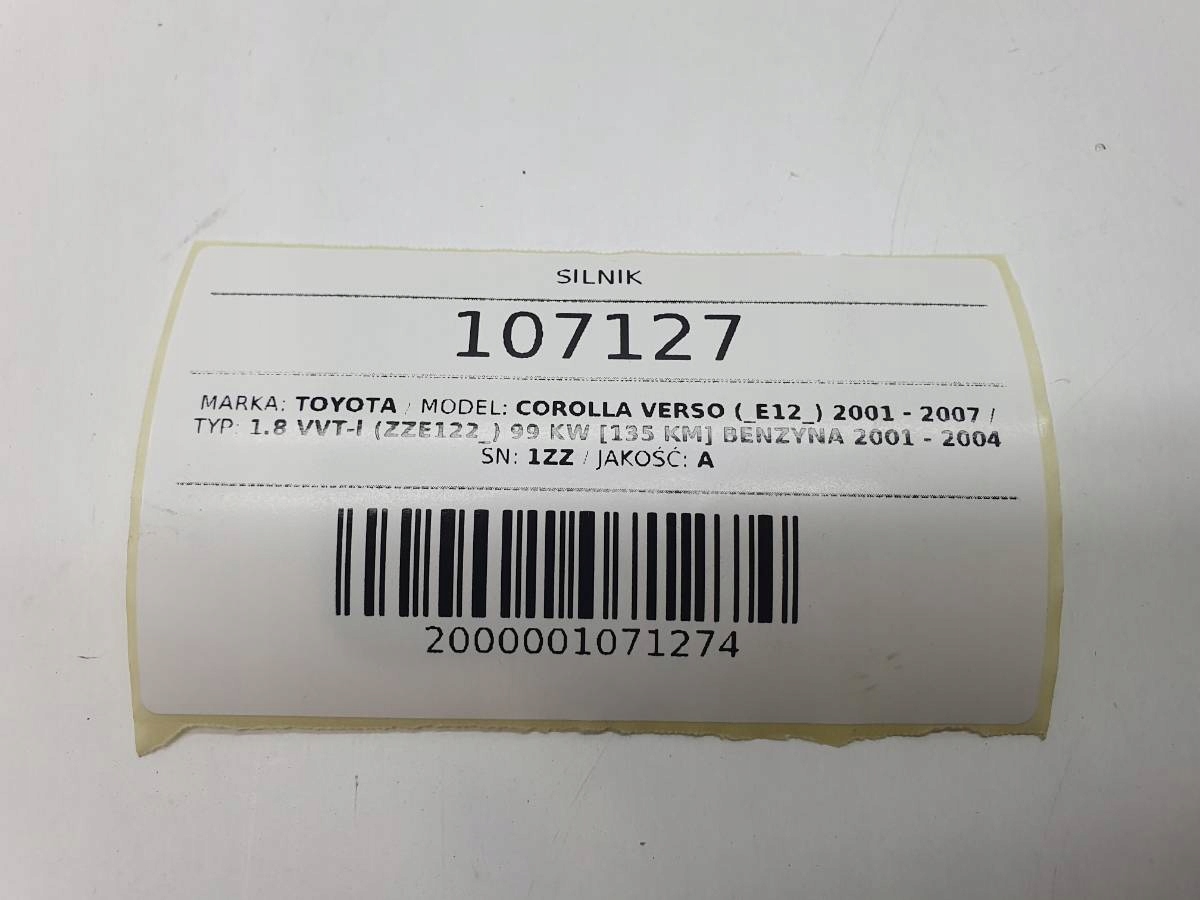 SILNIK
107127
MARKA: TOYOTA / MODEL: COROLLA VERSO (_E12_) 2001 - 2007 /
TYP: 1.8 VVT-I (ZZE122_) 99 KW [135 KM] BENZYNA 2001 - 2004
SN: 1ZZ / JAKOŚĆ: A
2000001071274